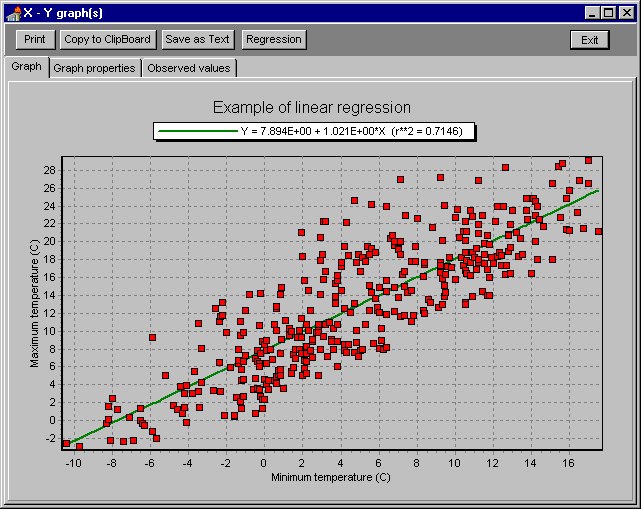 X - Y graph(s)
Print Copy to ClipBoard Save as Text Regression Exit
Graph Graph properties Observed values
Example of linear regression
Y = 7.894E+00 + 1.021E+00*X (r**2 = 0.7146)
Maximum temperature (C)
28
26
24
22
20
18
16
14
12
10
8
6
4
2
0
-2
-10 -8 -6 -4 -2 0 2 4 6 8 10 12 14 16
Minimum temperature (C)